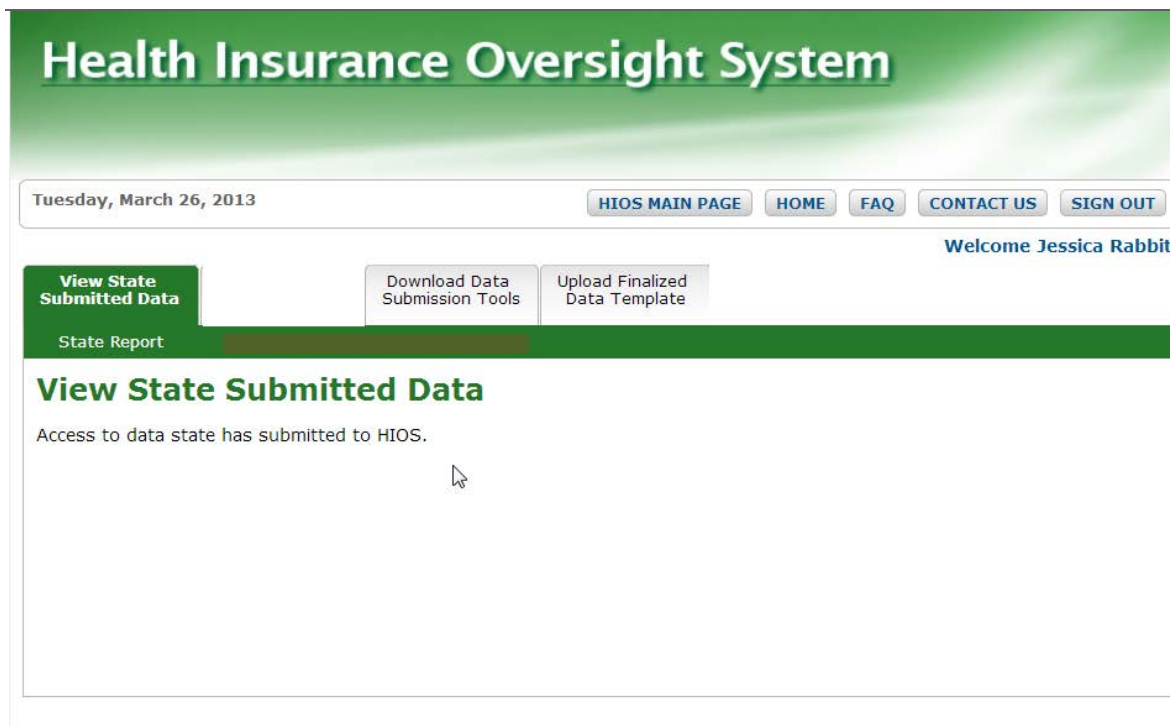 Health Insurance Oversight System
Tuesday, March 26, 2013
HIOS MAIN PAGE HOME FAQ CONTACT US SIGN OUT
Welcome Jessica Rabbit
View State
Submitted Data
Download Data
Submission Tools
Upload Finalized
Data Template
State Report
View State Submitted Data
Access to data state has submitted to HIOS.